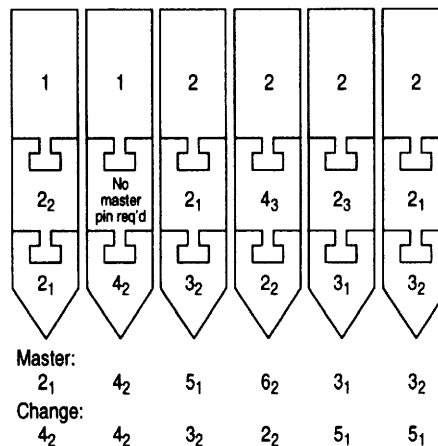 1 1 2 2 2 2
2₂ No master pin req'd 2₁ 4₃ 2₃ 2₁
2₁ 4₂ 3₂ 2₂ 3₁ 3₂
Master:
2₁ 4₂ 5₁ 6₂ 3₁ 3₂
Change:
4₂ 4₂ 3₂ 2₂ 5₁ 5₁